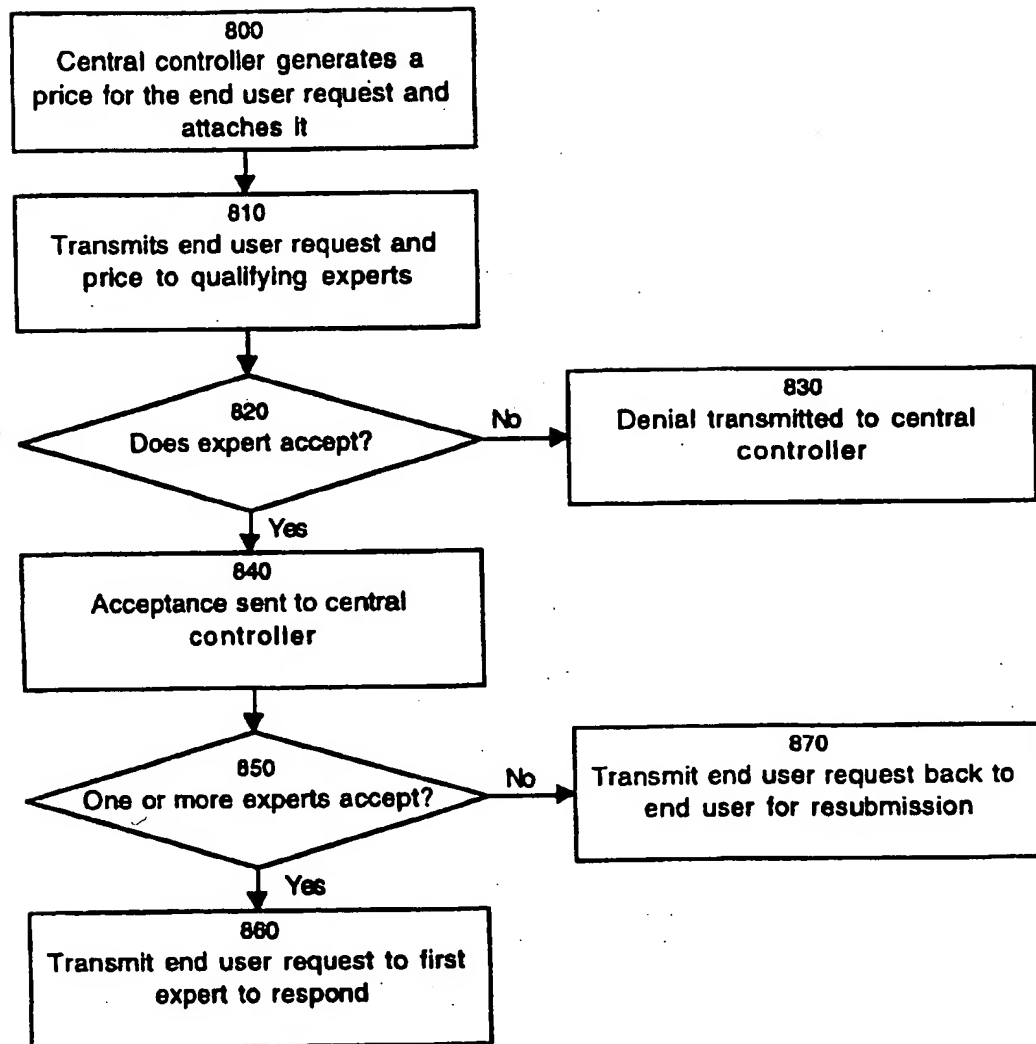 800
Central controller generates a
price for the end user request and
attaches it
810
Transmits end user request and
price to qualifying experts
820
Does expert accept?
No
830
Denial transmitted to central
controller
Yes
840
Acceptance sent to central
controller
850
One or more experts accept?
No
870
Transmit end user request back to
end user for resubmission
Yes
860
Transmit end user request to first
expert to respond